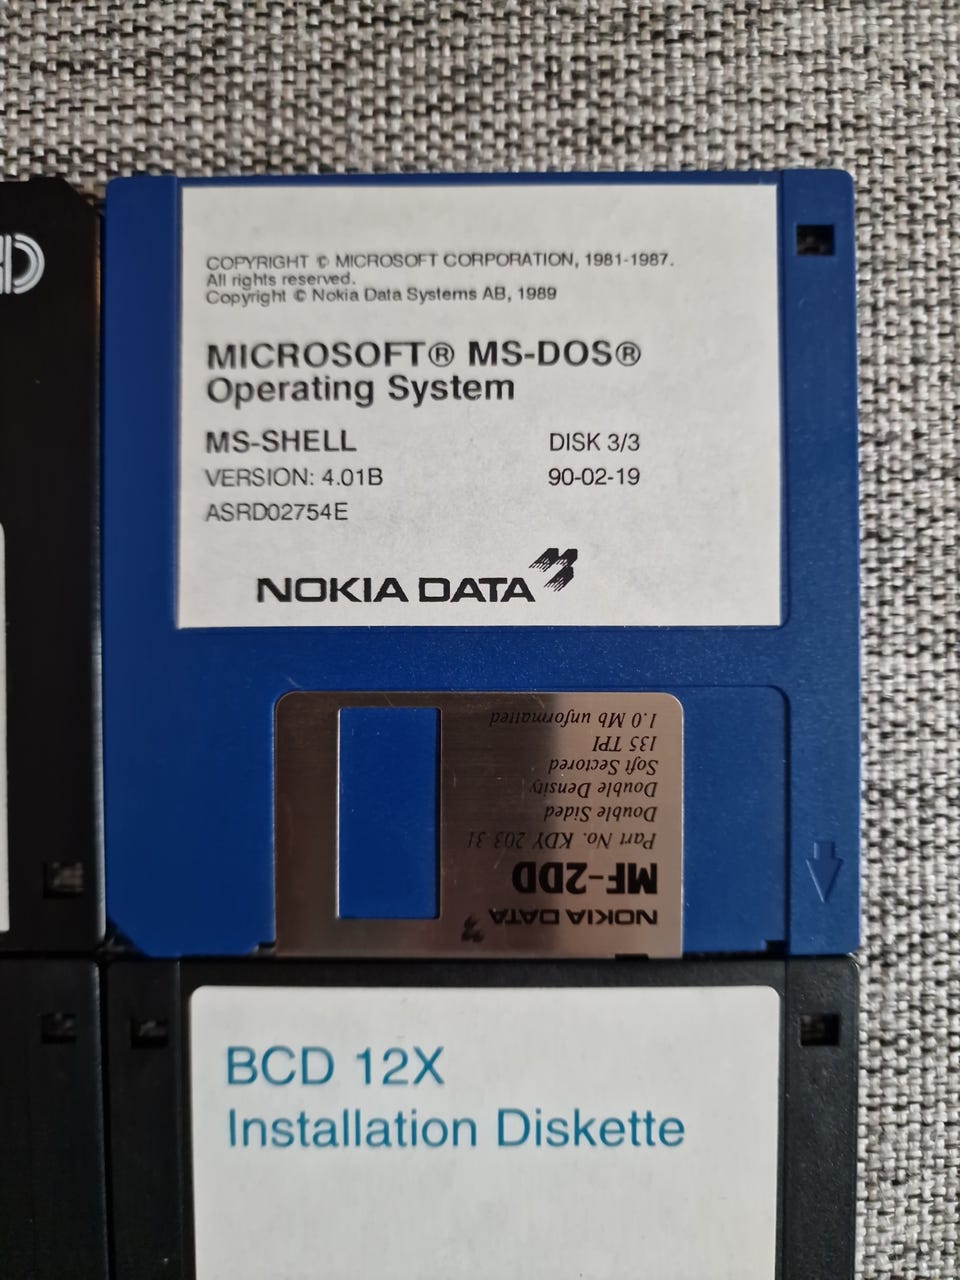 COPYRIGHT © MICROSOFT CORPORATION, 1981-1987.
All rights reserved.
Copyright © Nokia Data Systems AB, 1989
MICROSOFT® MS-DOS®
Operating System
MS-SHELL DISK 3/3
VERSION: 4.01B 90-02-19
ASRD02754E
NOKIA DATA
NOKIA DATA
MF-2DD
Part No. KDY 203 31
Double Sided
Double Density
Soft Sectored
135 TPI
1.0 Mb unformatted
BCD 12X
Installation Diskette